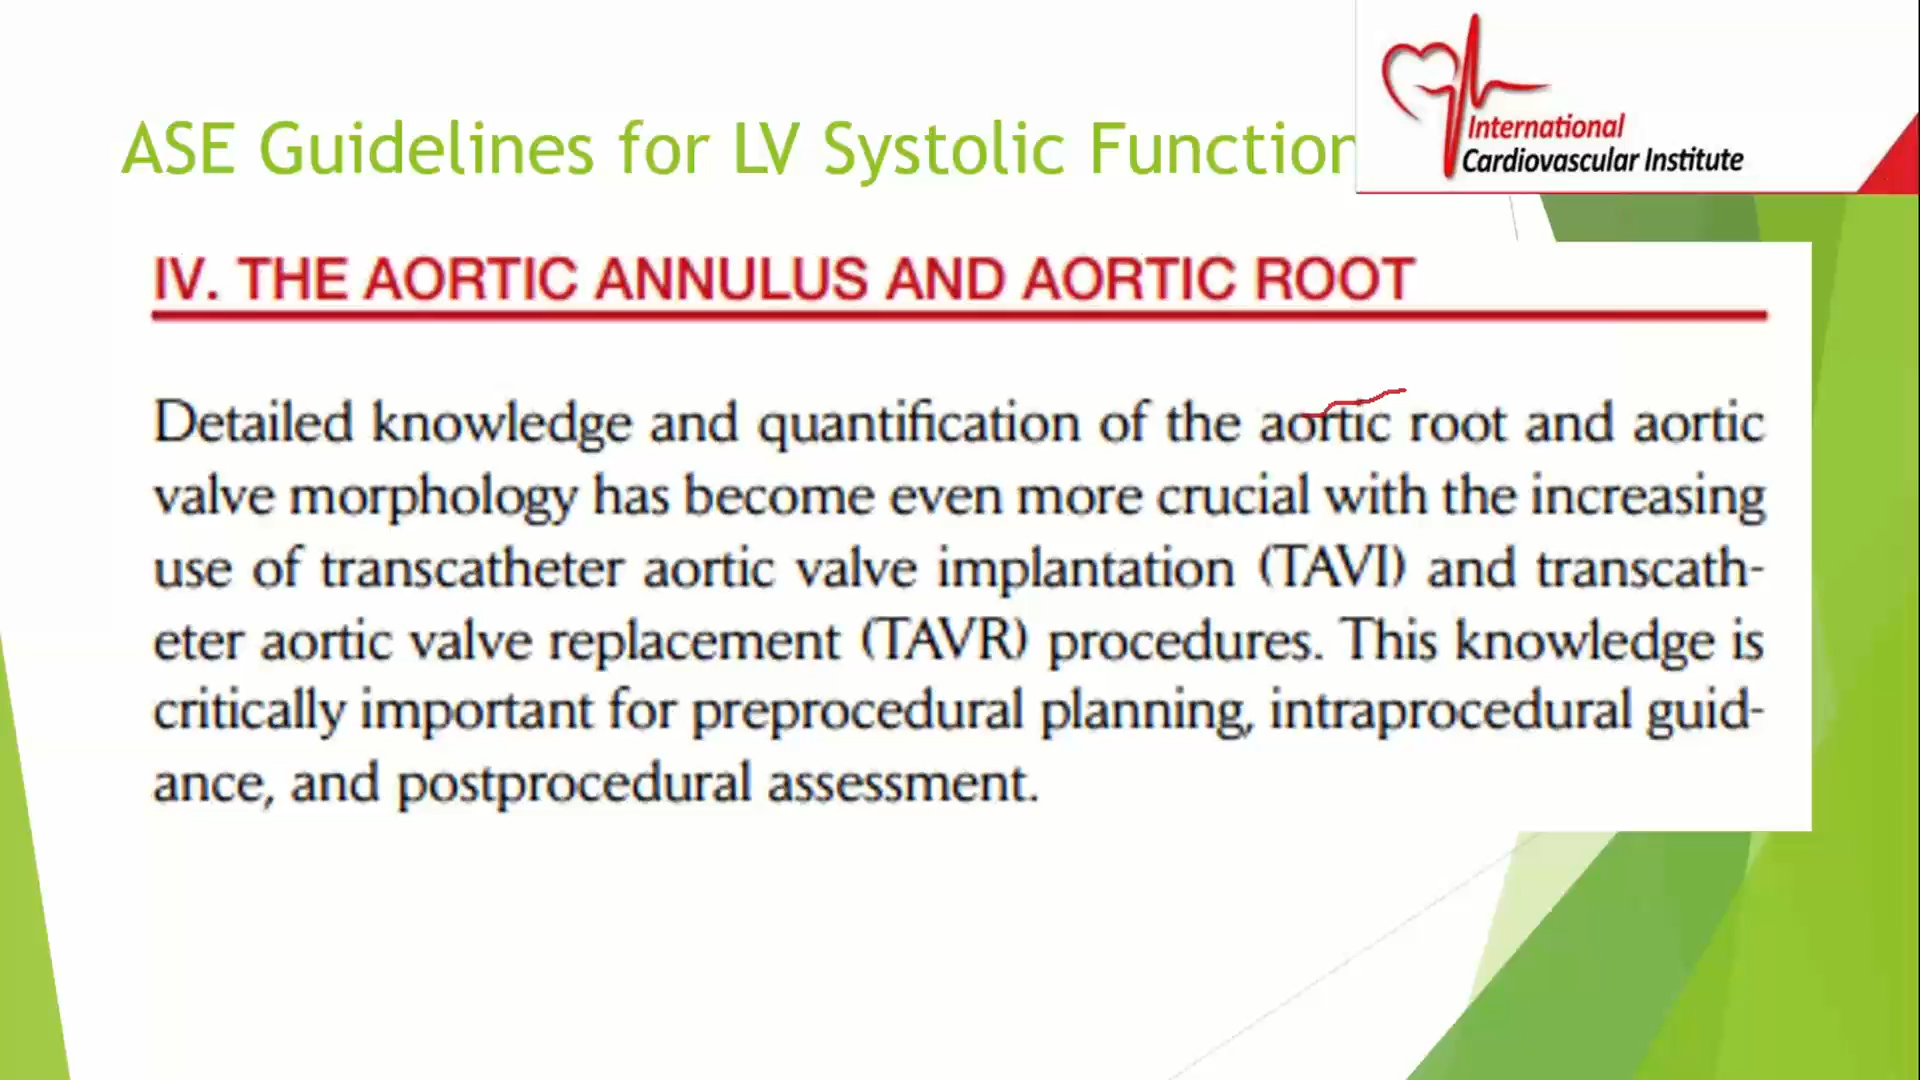 ASE Guidelines for LV Systolic Function
International
Cardiovascular Institute
IV. THE AORTIC ANNULUS AND AORTIC ROOT
Detailed knowledge and quantification of the aortic root and aortic
valve morphology has become even more crucial with the increasing
use of transcatheter aortic valve implantation (TAVI) and transcath-
eter aortic valve replacement (TAVR) procedures. This knowledge is
critically important for preprocedural planning, intraprocedural guid-
ance, and postprocedural assessment.